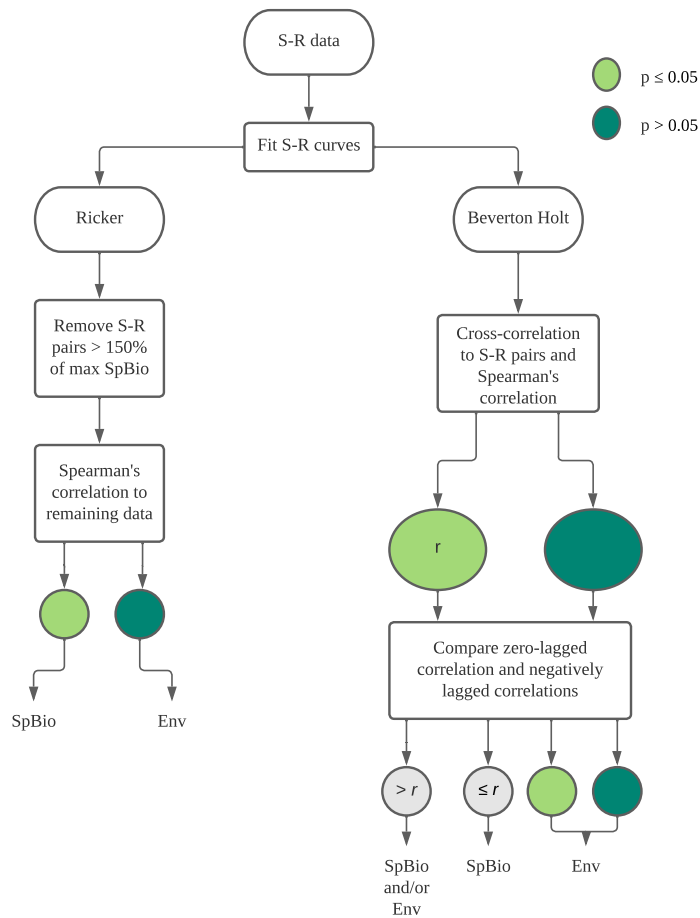 S-R data
p ≤ 0.05
p > 0.05
Fit S-R curves
Ricker
Beverton Holt
Remove S-R
pairs > 150%
of max SpBio
Cross-correlation
to S-R pairs and
Spearman's
correlation
Spearman's
correlation to
remaining data
r
Compare zero-lagged
correlation and negatively
lagged correlations
SpBio
Env
> r
≤ r
SpBio
and/or
Env
SpBio
Env